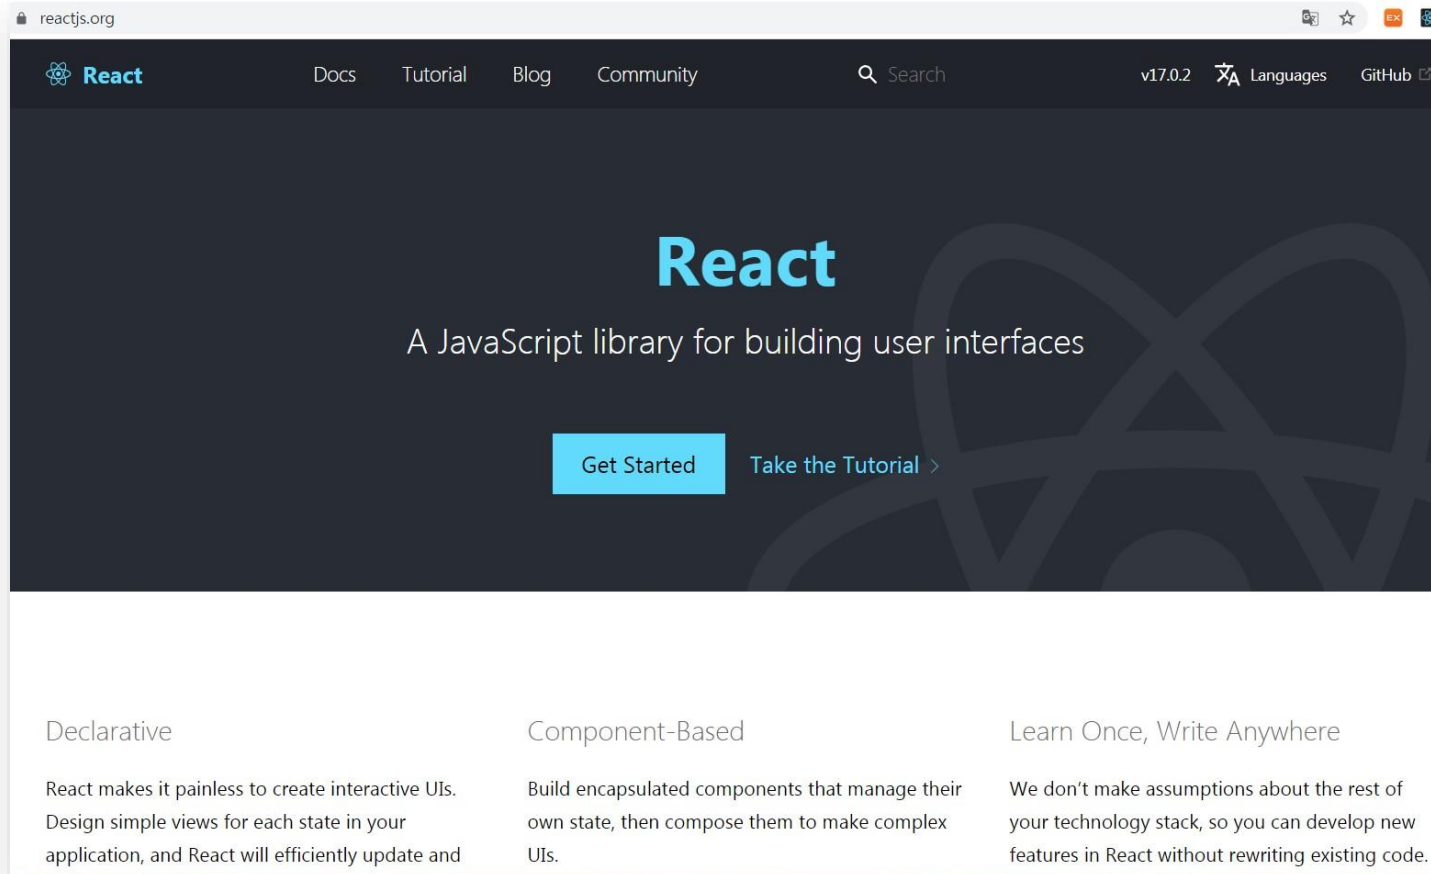 reactjs.org
EX
React Docs Tutorial Blog Community Search v17.0.2 Languages GitHub
React
A JavaScript library for building user interfaces
Get Started Take the Tutorial >
Declarative
React makes it painless to create interactive UIs.
Design simple views for each state in your
application, and React will efficiently update and
Component-Based
Build encapsulated components that manage their
own state, then compose them to make complex
UIs.
Learn Once, Write Anywhere
We don’t make assumptions about the rest of
your technology stack, so you can develop new
features in React without rewriting existing code.